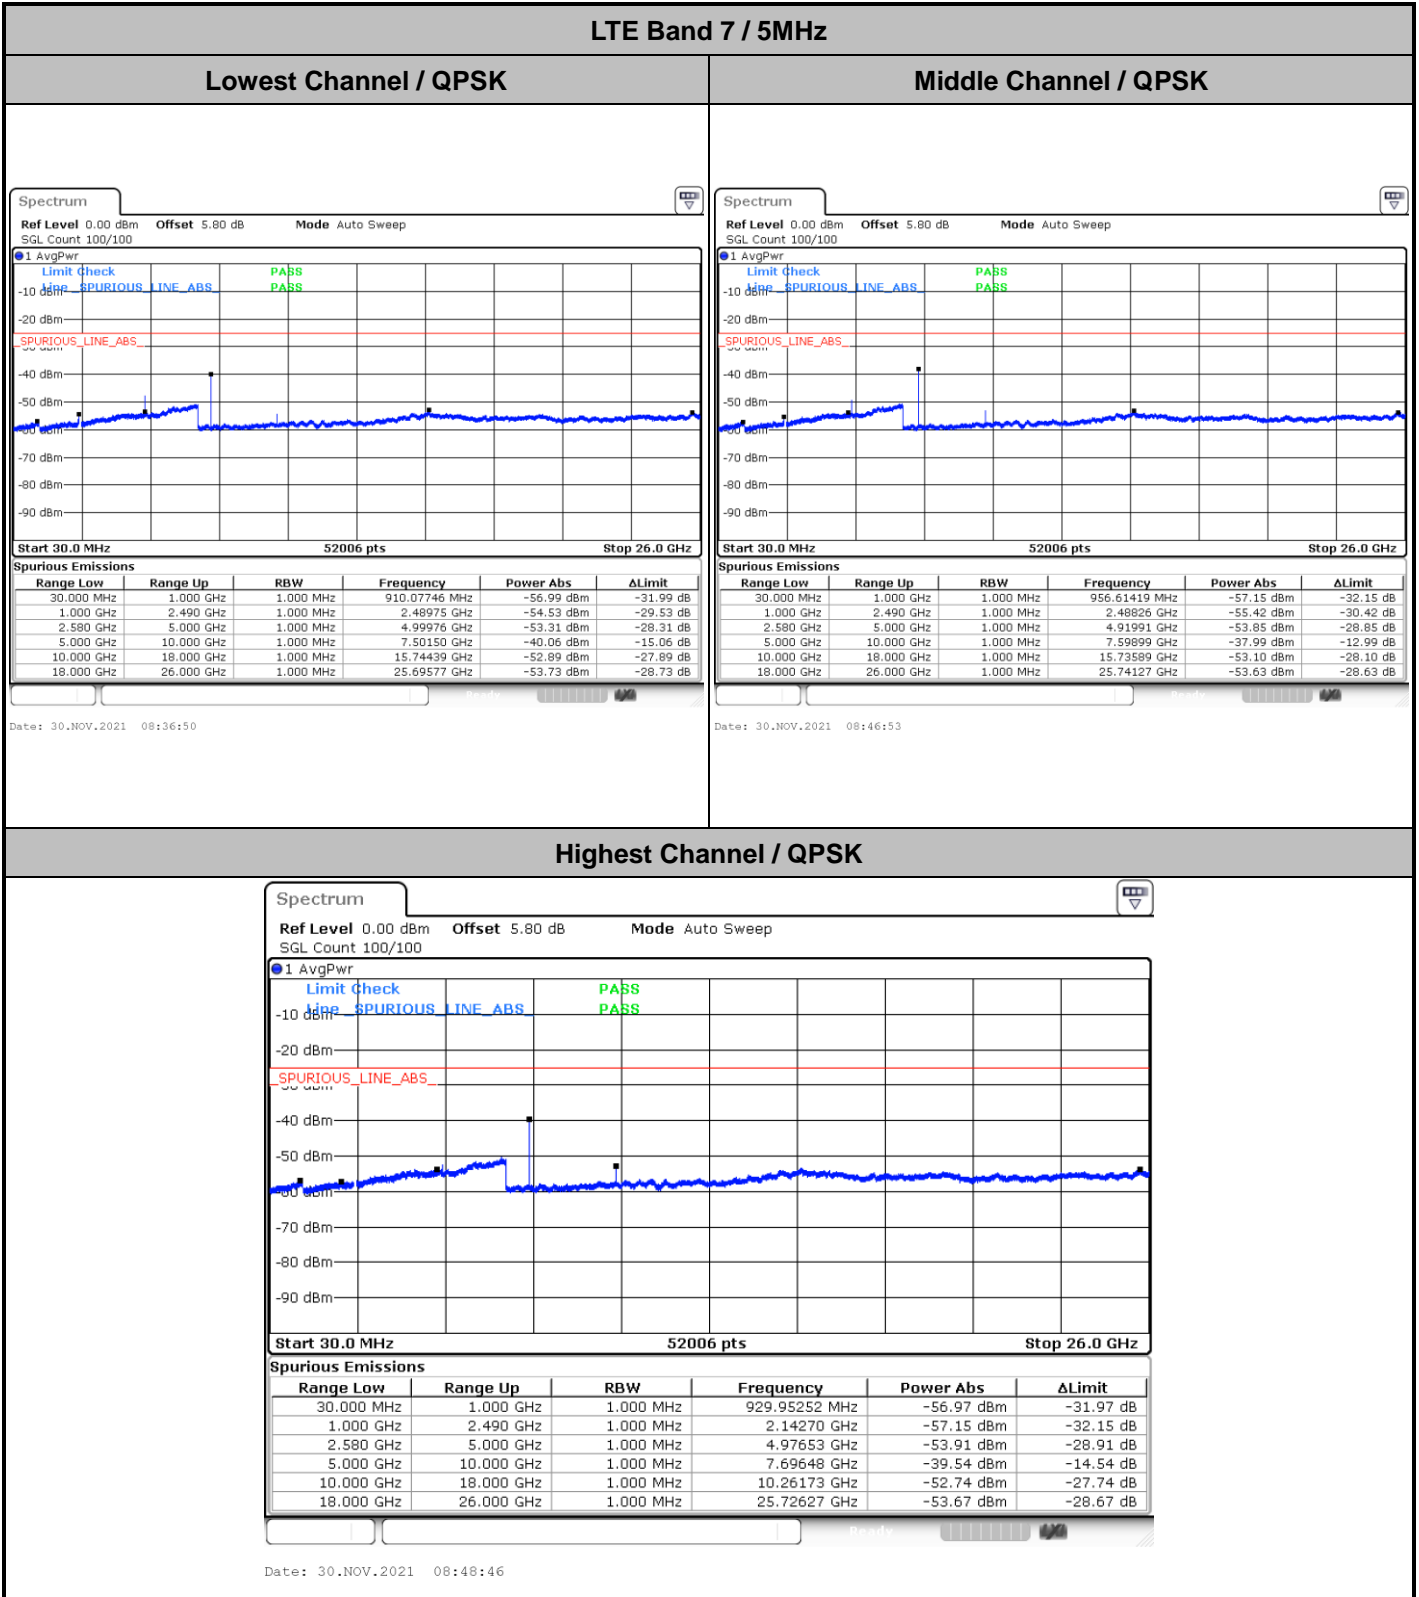 LTE Band 7 / 5MHz
Lowest Channel / QPSK
Middle Channel / QPSK
Spectrum
Ref Level 0.00 dBm Offset 5.80 dB Mode Auto Sweep
SGL Count 100/100
1 AvgPwr
Limit Check PASS
Line _SPURIOUS_LINE_ABS_ PASS
-10 dBm
-20 dBm
_SPURIOUS_LINE_ABS_
-40 dBm
-50 dBm
-70 dBm
-80 dBm
-90 dBm
Start 30.0 MHz 52006 pts Stop 26.0 GHz
Spurious Emissions
Range Low Range Up RBW Frequency Power Abs ΔLimit
30.000 MHz 1.000 GHz 1.000 MHz 910.07746 MHz -56.99 dBm -31.99 dB
1.000 GHz 2.490 GHz 1.000 MHz 2.48975 GHz -54.53 dBm -29.53 dB
2.580 GHz 5.000 GHz 1.000 MHz 4.99976 GHz -53.31 dBm -28.31 dB
5.000 GHz 10.000 GHz 1.000 MHz 7.50150 GHz -40.06 dBm -15.06 dB
10.000 GHz 18.000 GHz 1.000 MHz 15.74439 GHz -52.89 dBm -27.89 dB
18.000 GHz 26.000 GHz 1.000 MHz 25.69577 GHz -53.73 dBm -28.73 dB
Ready
Date: 30.NOV.2021 08:36:50
Spectrum
Ref Level 0.00 dBm Offset 5.80 dB Mode Auto Sweep
SGL Count 100/100
1 AvgPwr
Limit Check PASS
Line _SPURIOUS_LINE_ABS_ PASS
-10 dBm
-20 dBm
_SPURIOUS_LINE_ABS_
-40 dBm
-50 dBm
-70 dBm
-80 dBm
-90 dBm
Start 30.0 MHz 52006 pts Stop 26.0 GHz
Spurious Emissions
Range Low Range Up RBW Frequency Power Abs ΔLimit
30.000 MHz 1.000 GHz 1.000 MHz 956.61419 MHz -57.15 dBm -32.15 dB
1.000 GHz 2.490 GHz 1.000 MHz 2.48826 GHz -55.42 dBm -30.42 dB
2.580 GHz 5.000 GHz 1.000 MHz 4.91991 GHz -53.85 dBm -28.85 dB
5.000 GHz 10.000 GHz 1.000 MHz 7.59899 GHz -37.99 dBm -12.99 dB
10.000 GHz 18.000 GHz 1.000 MHz 15.73589 GHz -53.10 dBm -28.10 dB
18.000 GHz 26.000 GHz 1.000 MHz 25.74127 GHz -53.63 dBm -28.63 dB
Ready
Date: 30.NOV.2021 08:46:53
Highest Channel / QPSK
Spectrum
Ref Level 0.00 dBm Offset 5.80 dB Mode Auto Sweep
SGL Count 100/100
1 AvgPwr
Limit Check PASS
Line _SPURIOUS_LINE_ABS_ PASS
-10 dBm
-20 dBm
_SPURIOUS_LINE_ABS_
-40 dBm
-50 dBm
-70 dBm
-80 dBm
-90 dBm
Start 30.0 MHz 52006 pts Stop 26.0 GHz
Spurious Emissions
Range Low Range Up RBW Frequency Power Abs ΔLimit
30.000 MHz 1.000 GHz 1.000 MHz 929.95252 MHz -56.97 dBm -31.97 dB
1.000 GHz 2.490 GHz 1.000 MHz 2.14270 GHz -57.15 dBm -32.15 dB
2.580 GHz 5.000 GHz 1.000 MHz 4.97653 GHz -53.91 dBm -28.91 dB
5.000 GHz 10.000 GHz 1.000 MHz 7.69648 GHz -39.54 dBm -14.54 dB
10.000 GHz 18.000 GHz 1.000 MHz 10.26173 GHz -52.74 dBm -27.74 dB
18.000 GHz 26.000 GHz 1.000 MHz 25.72627 GHz -53.67 dBm -28.67 dB
Ready
Date: 30.NOV.2021 08:48:46